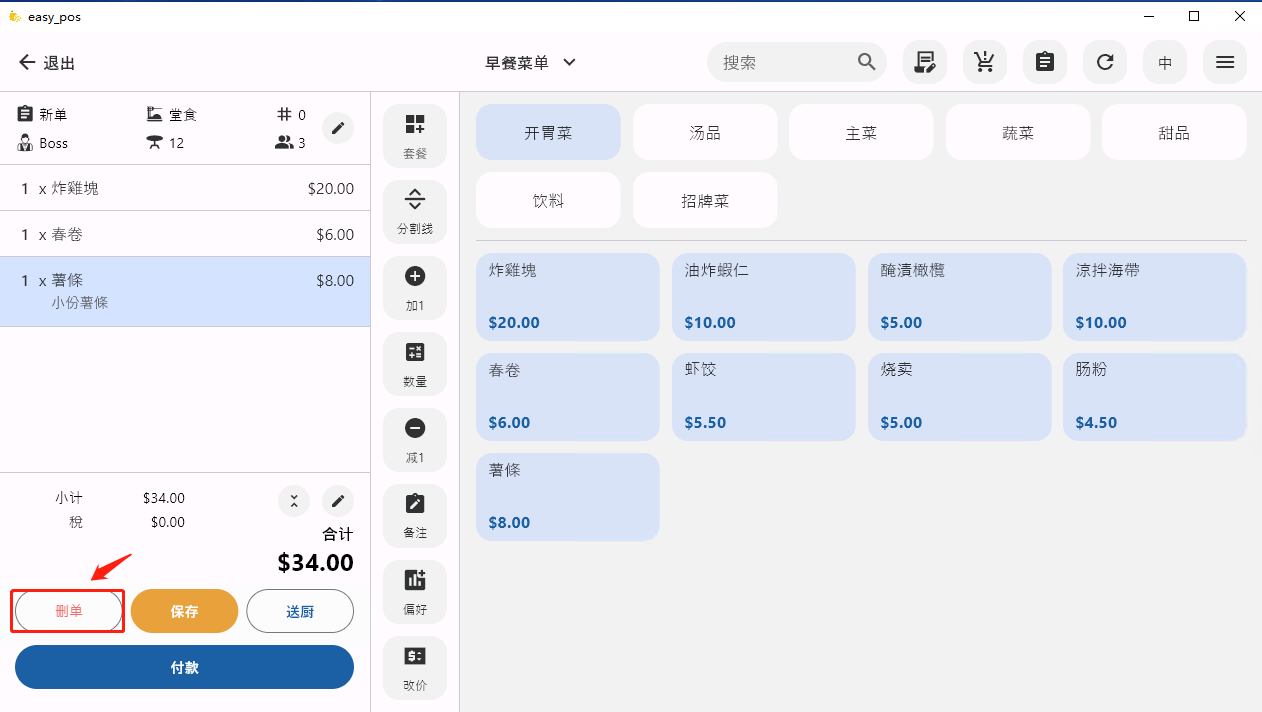 easy_pos
退出
早餐菜单
搜索
中
新单
堂食
0
Boss
12
3
1 x 炸雞塊 $20.00
1 x 春卷 $6.00
1 x 薯條 $8.00
小份薯條
小计 $34.00
稅 $0.00
合计
$34.00
删单
保存
送厨
付款
套餐
分割线
加1
数量
减1
备注
偏好
改价
开胃菜
汤品
主菜
蔬菜
甜品
饮料
招牌菜
炸雞塊
$20.00
油炸蝦仁
$10.00
醃漬橄欖
$5.00
涼拌海帶
$10.00
春卷
$6.00
虾饺
$5.50
烧卖
$5.00
肠粉
$4.50
薯條
$8.00